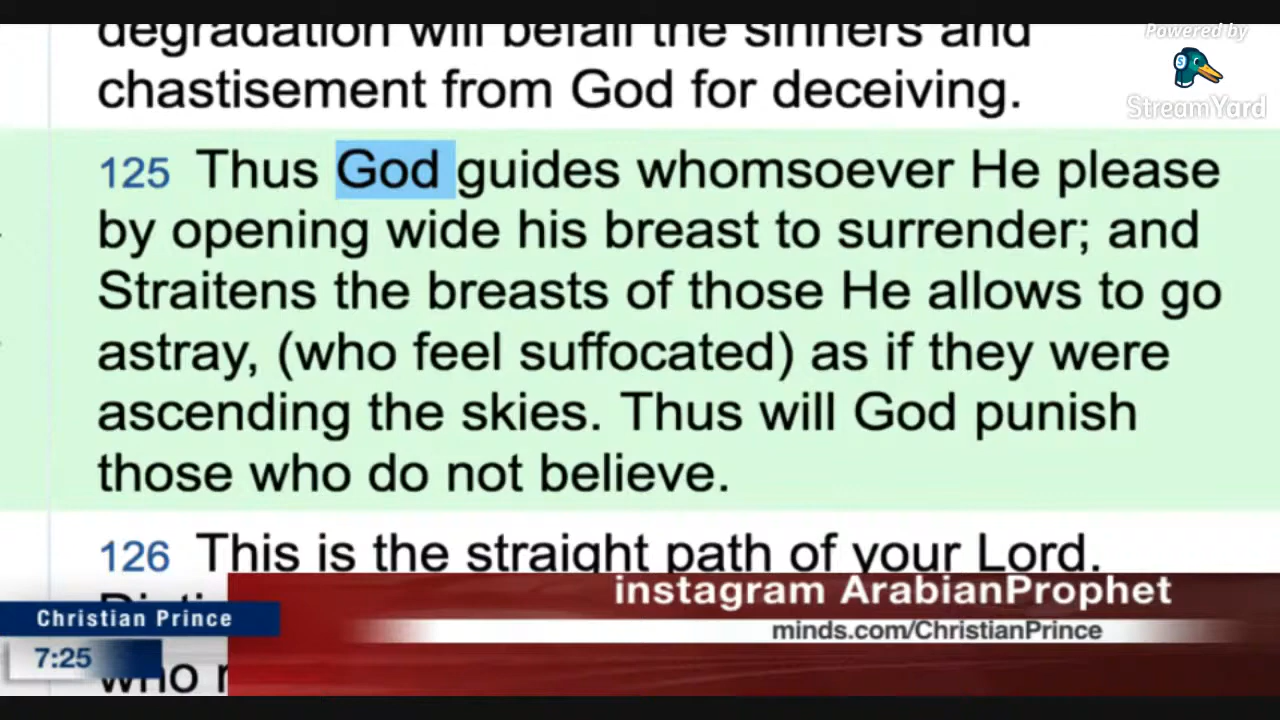 degradation will befall the sinners and
Powered by
chastisement from God for deceiving.
StreamYard
125 Thus God guides whomsoever He please
by opening wide his breast to surrender; and
Straitens the breasts of those He allows to go
astray, (who feel suffocated) as if they were
ascending the skies. Thus will God punish
those who do not believe.
126 This is the straight path of your Lord.
instagram ArabianProphet
Christian Prince
minds.com/ChristianPrince
7:25
who